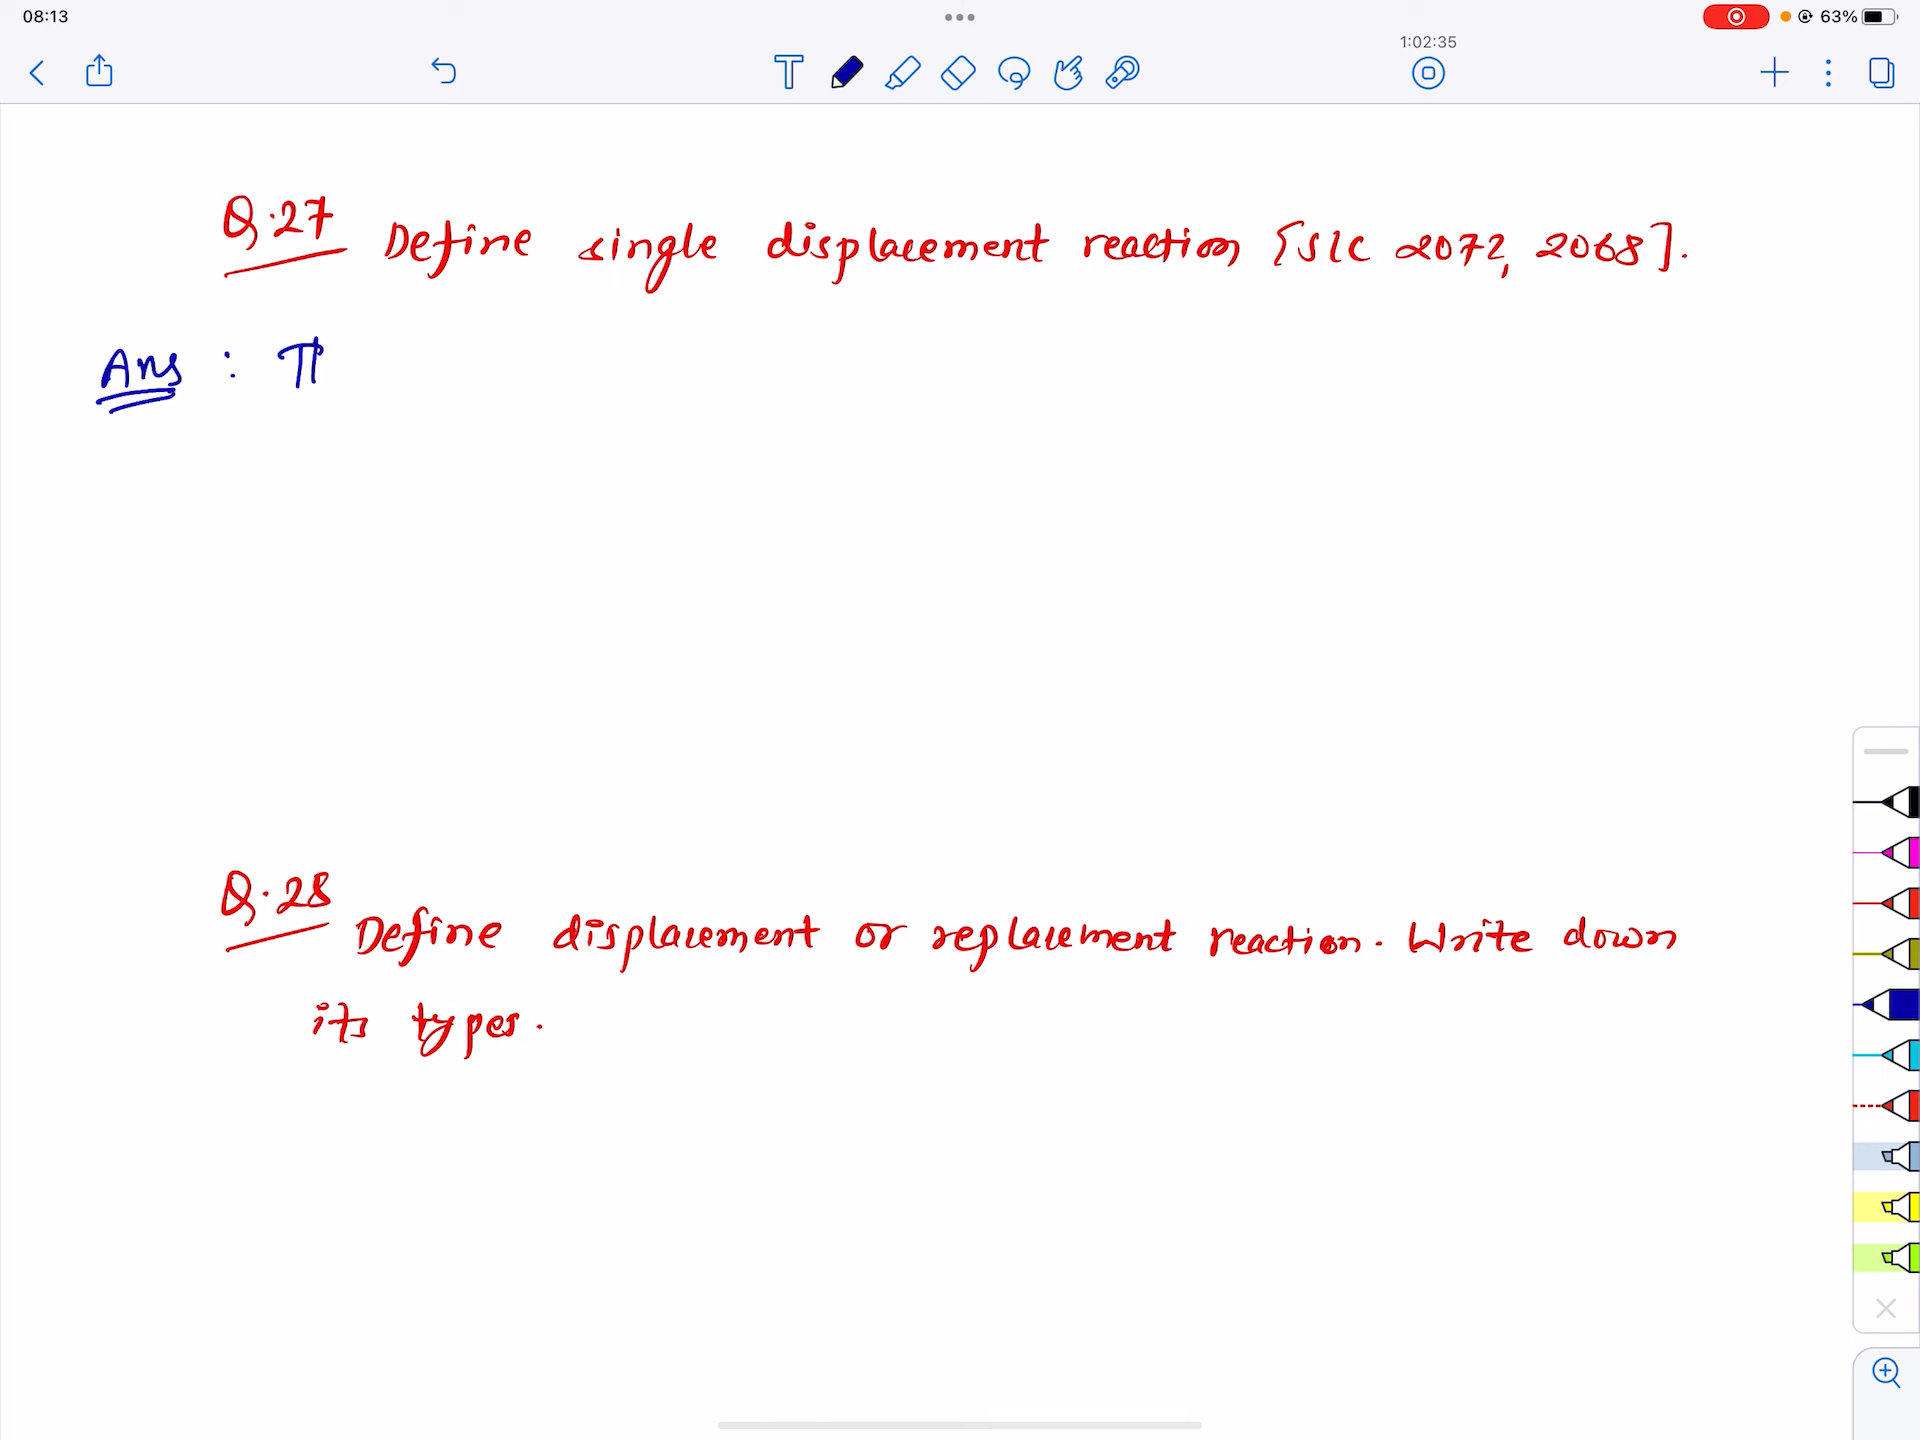 08:13
63%
1:02:35
Q.27 Define single displacement reaction [SLC 2072, 2068].
Ans :
Q.28 Define displacement or replacement reaction. Write down
its types.